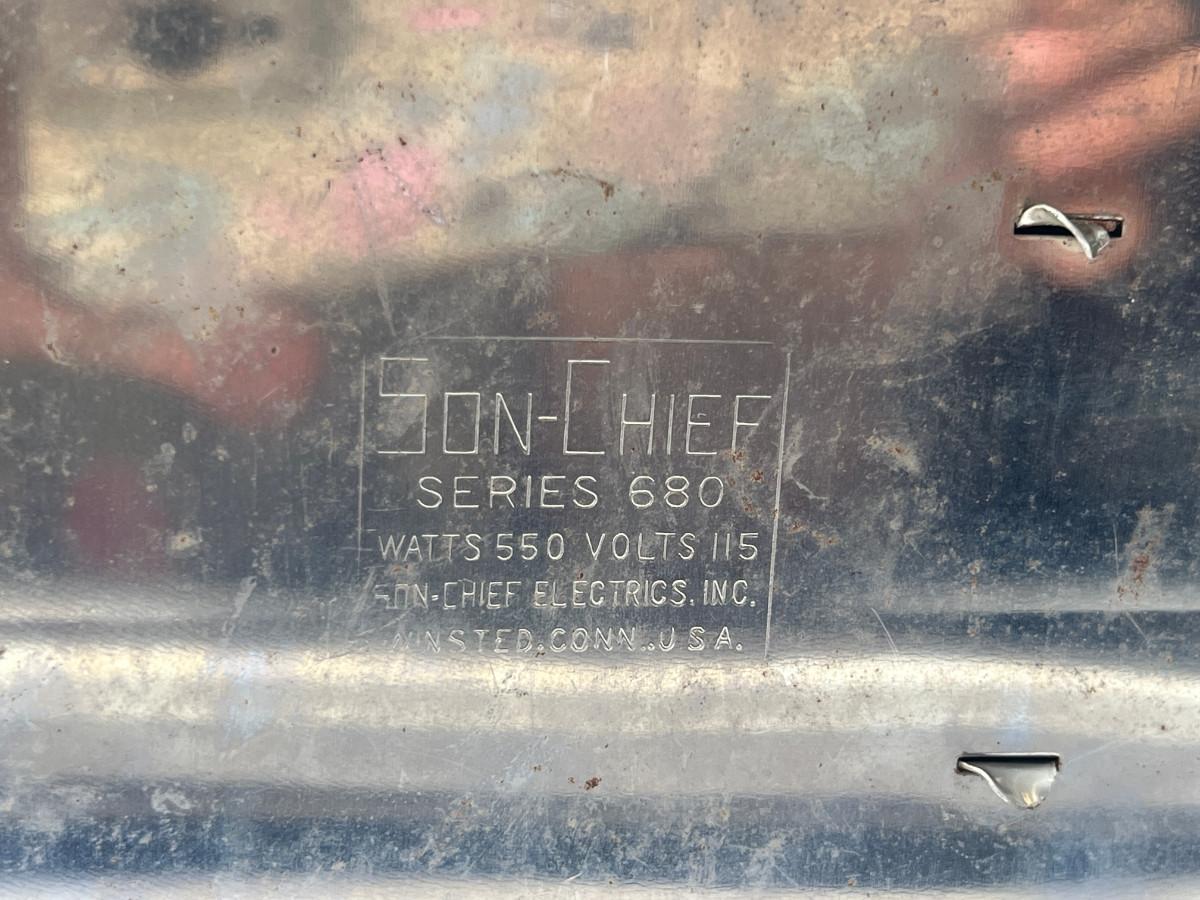 SON-CHIEF
SERIES 680
WATTS 550 VOLTS 115
SON-CHIEF ELECTRICS, INC.
WINSTED, CONN., U.S.A.